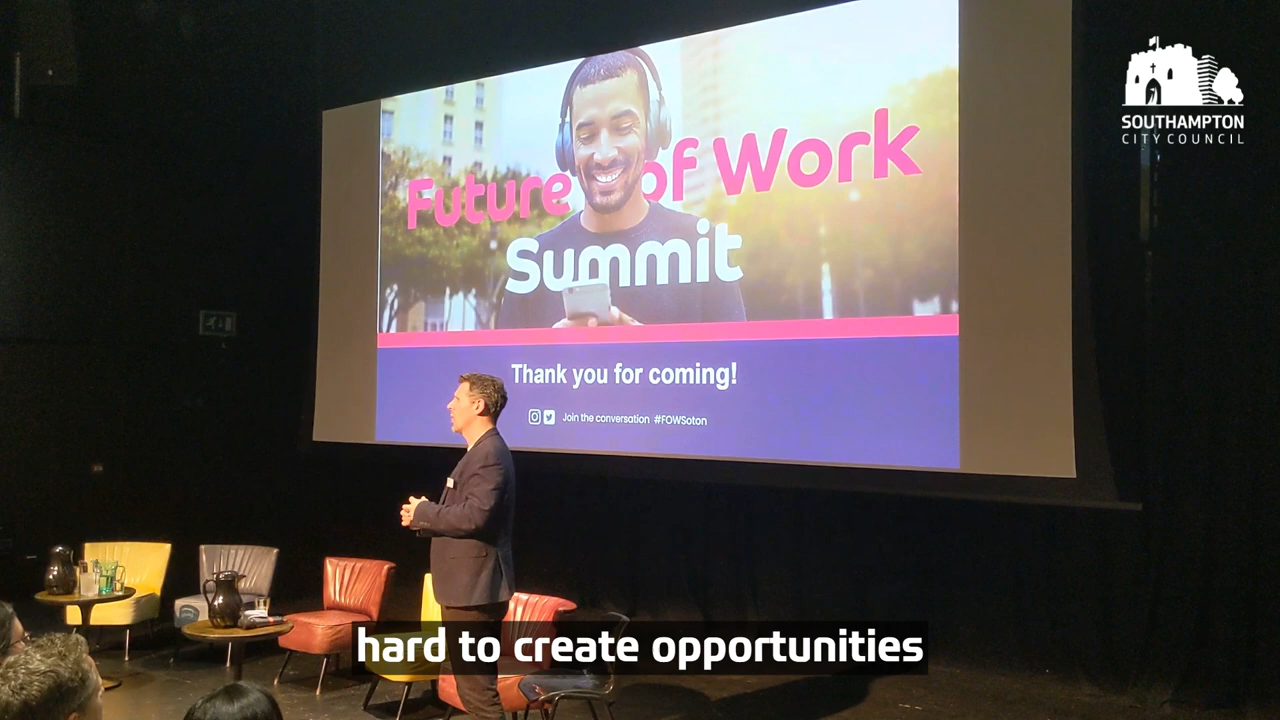 SOUTHAMPTON
CITY COUNCIL
Future of Work
Summit
Thank you for coming!
Join the conversation #FOWSoton
hard to create opportunities